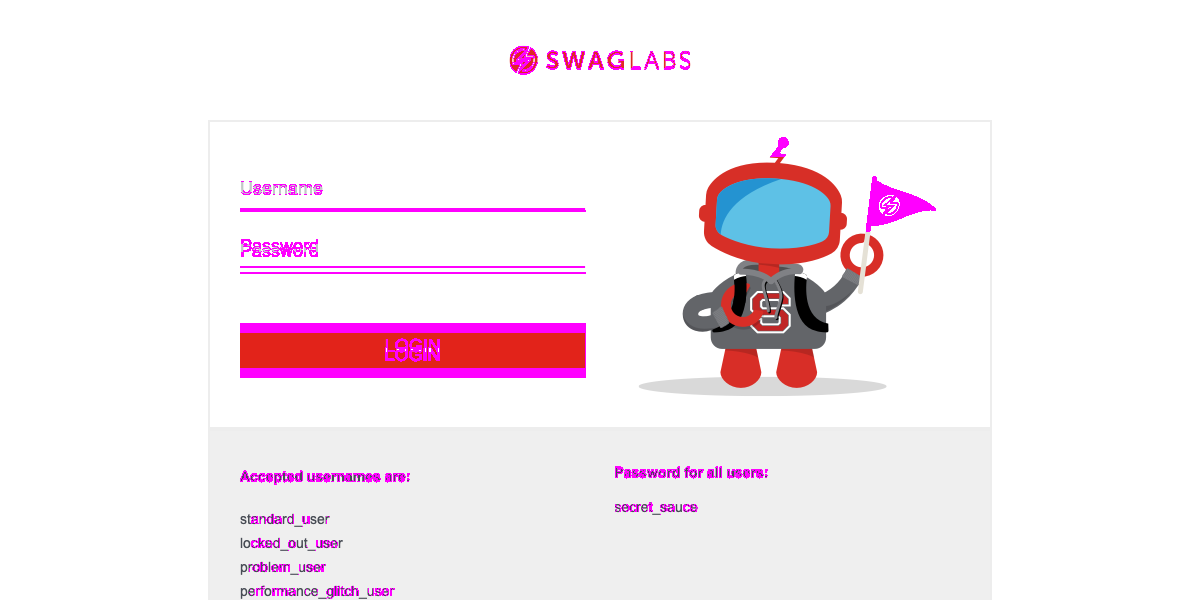 SWAGLABS
Username
Password
LOGIN
S
Accepted usernames are:
standard_user
locked_out_user
problem_user
performance_glitch_user
Password for all users:
secret_sauce